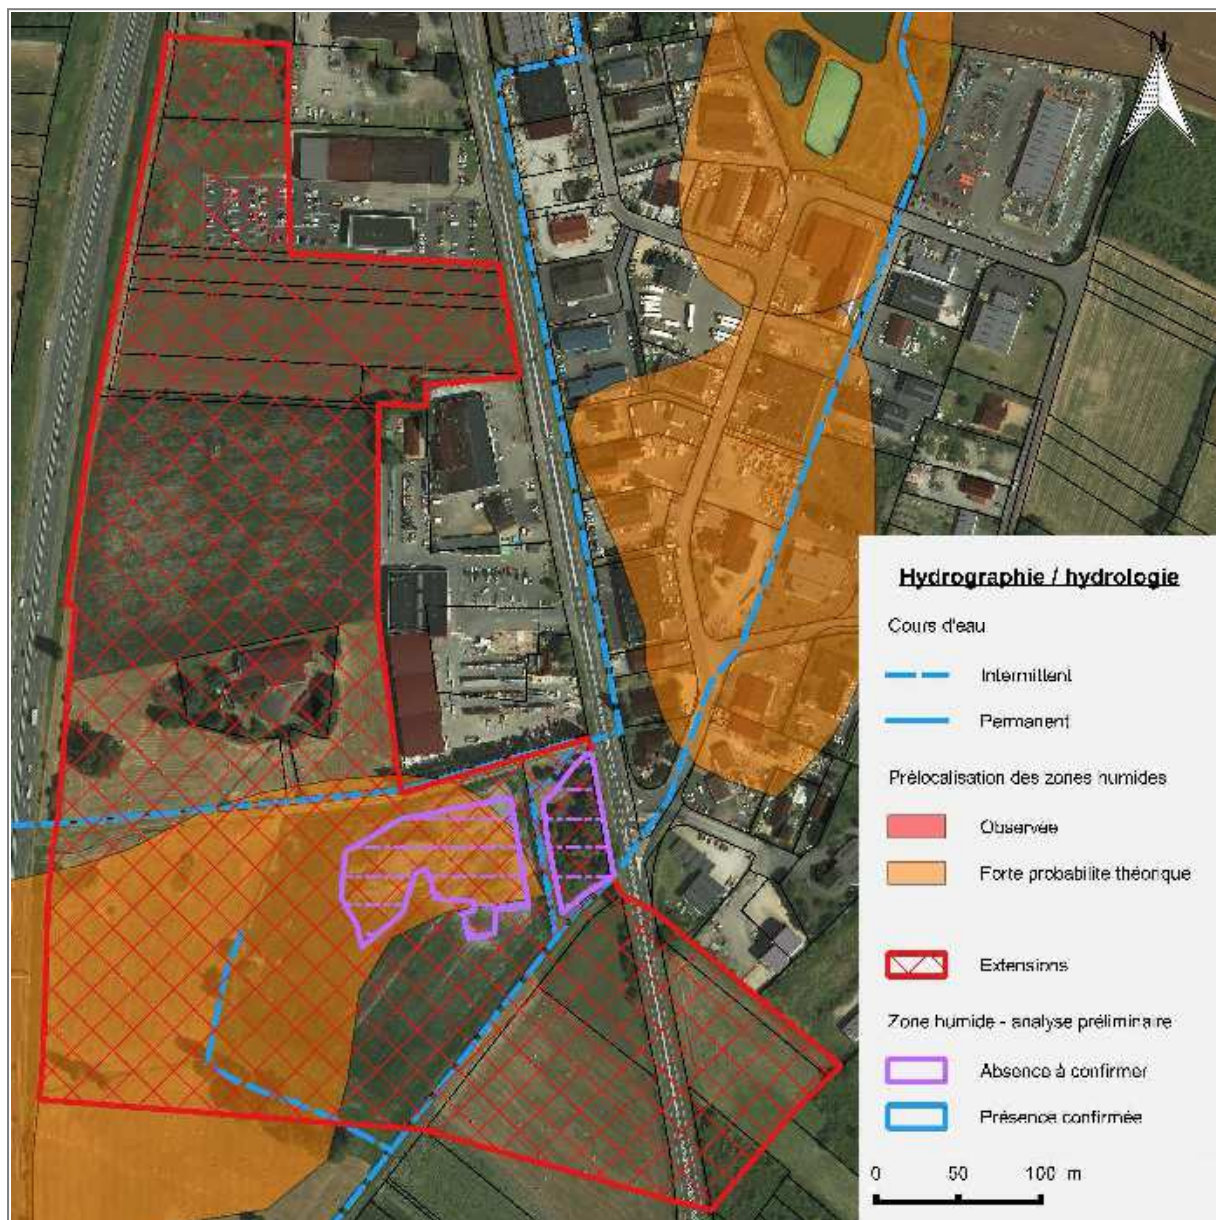 N
Hydrographie / hydrologie
Cours d'eau
Intermittent
Permanent
Prélocalisation des zones humides
Observée
Forte probabilite théorique
Extensions
Zone humide - analyse préliminaire
Absence à confirmer
Présence confirmée
0 50 100 m